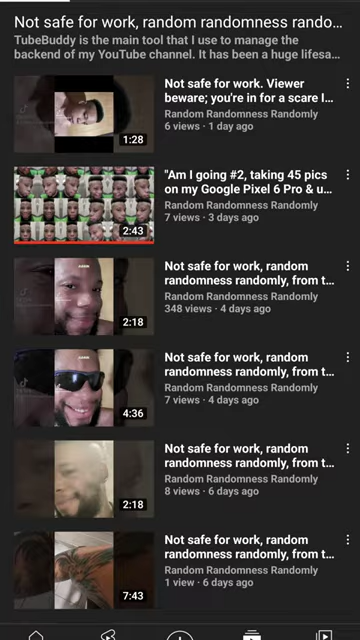 Not safe for work, random randomness rando...
TubeBuddy is the main tool that I use to manage the
backend of my YouTube channel. It has been a huge lifesa...
Not safe for work. Viewer
beware; you're in for a scare I...
Random Randomness Randomly
6 views · 1 day ago
1:28
"Am I going #2, taking 45 pics
on my Google Pixel 6 Pro & u...
Random Randomness Randomly
7 views · 3 days ago
2:43
Not safe for work, random
randomness randomly, from t...
Random Randomness Randomly
348 views · 4 days ago
2:18
Not safe for work, random
randomness randomly, from t...
Random Randomness Randomly
7 views · 4 days ago
4:36
Not safe for work, random
randomness randomly, from t...
Random Randomness Randomly
8 views · 6 days ago
2:18
Not safe for work, random
randomness randomly, from t...
Random Randomness Randomly
1 view · 6 days ago
7:43